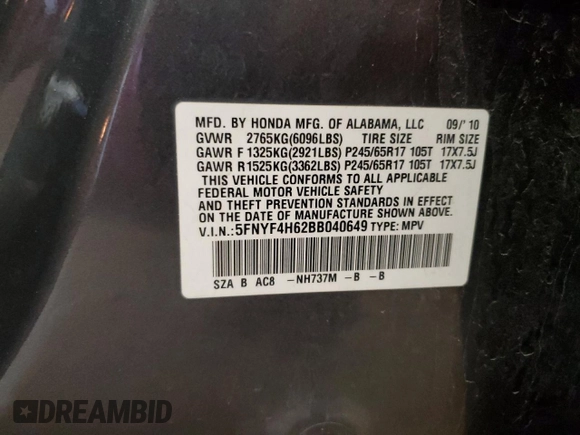 MFD. BY HONDA MFG. OF ALABAMA, LLC 09/'10
GVWR 2765KG(6096LBS) TIRE SIZE RIM SIZE
GAWR F 1325KG(2921LBS) P245/65R17 105T 17X7.5J
GAWR R 1525KG(3362LBS) P245/65R17 105T 17X7.5J
THIS VEHICLE CONFORMS TO ALL APPLICABLE
FEDERAL MOTOR VEHICLE SAFETY
AND THEFT PREVENTION STANDARDS IN EFFECT
ON THE DATE OF MANUFACTURE SHOWN ABOVE.
V.I.N.: 5FNYF4H62BB040649 TYPE: MPV
SZA B AC8 -NH737M -B -B
DREAMBID